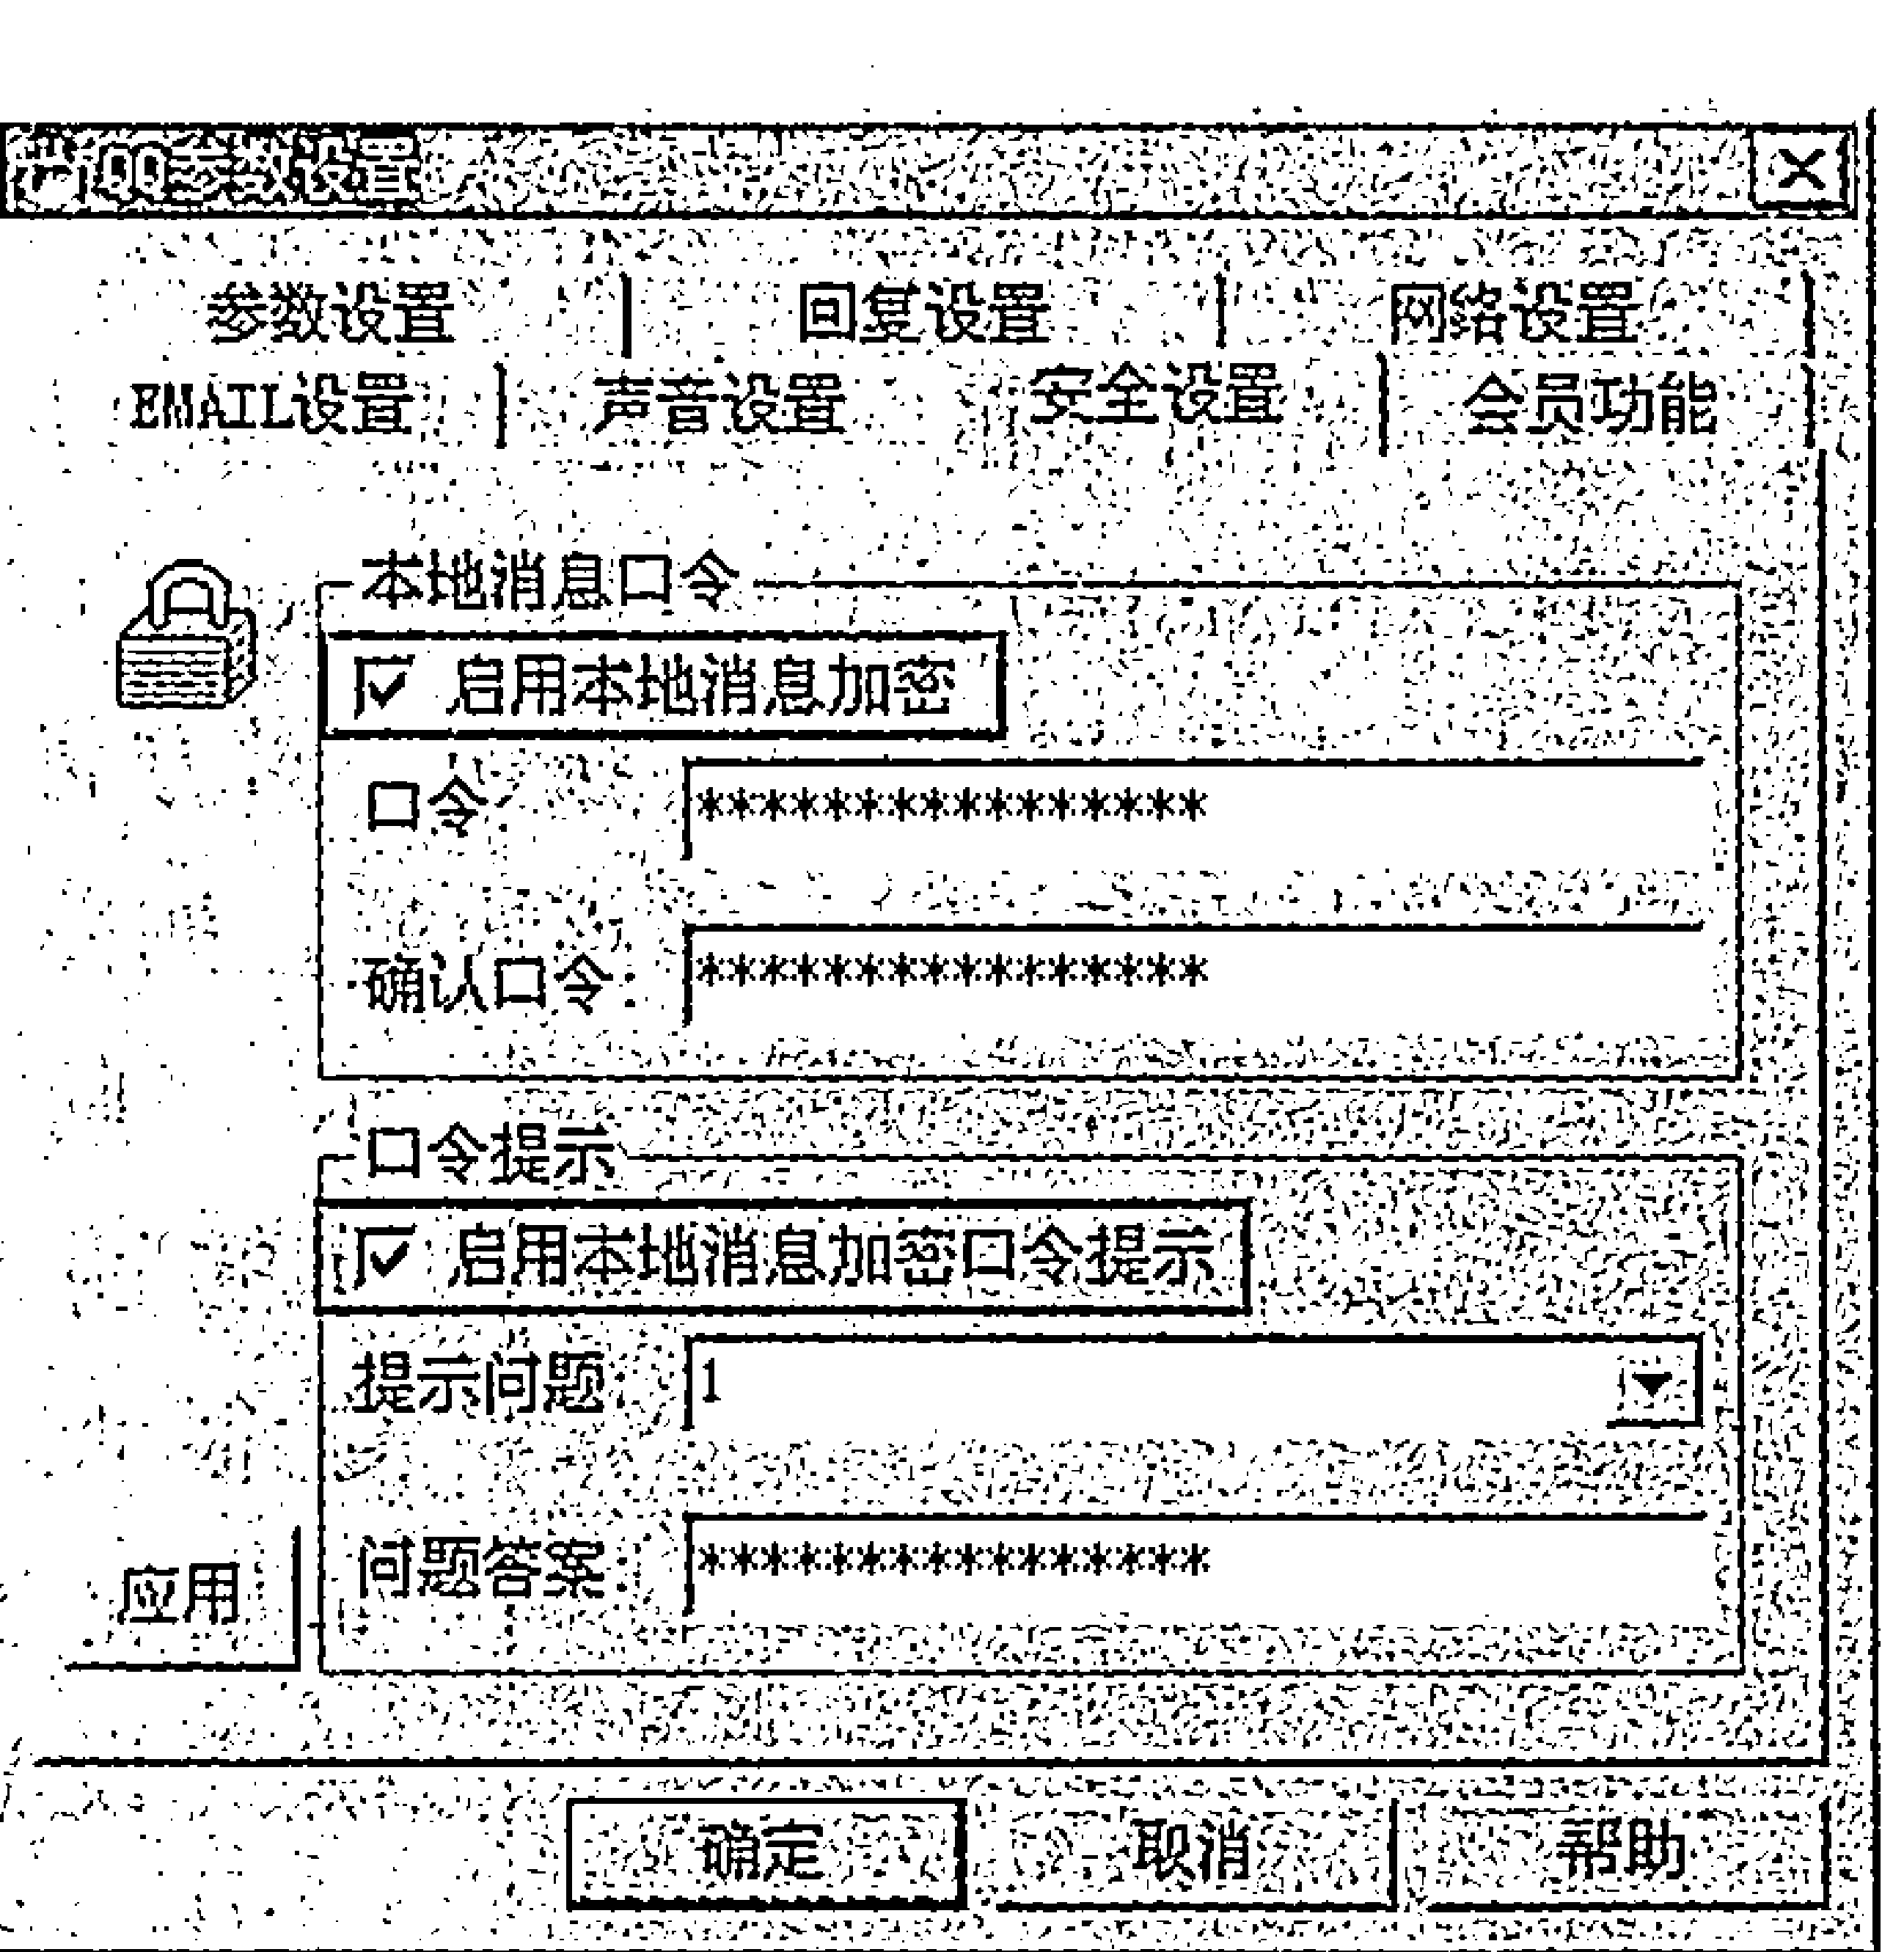 QQ参数设置
参数设置 回复设置 网络设置
EMAIL设置 声音设置 安全设置 会员功能
本地消息口令
启用本地消息加密
口令 ****************
确认口令 ****************
口令提示
启用本地消息加密口令提示
提示问题 1
问题答案 ****************
应用
确定 取消 帮助